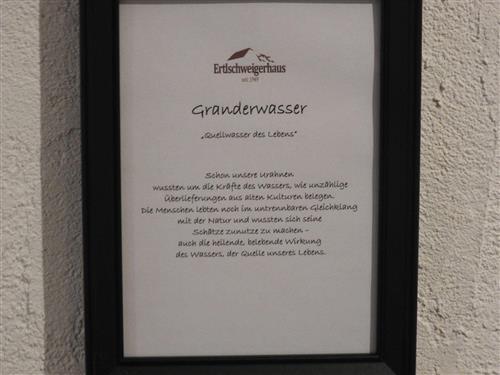 Ertlschweigerhaus
seit 1969
Granderwasser
„Quellwasser des Lebens“
Schon unsere Urahnen
wussten um die Kräfte des Wassers, wie unzählige
Überlieferungen aus alten Kulturen belegen.
Die Menschen lebten noch im untrennbaren Gleichklang
mit der Natur und wussten sich seine
Schätze zunutze zu machen –
auch die heilende, belebende Wirkung
des Wassers, der Quelle unseres Lebens.